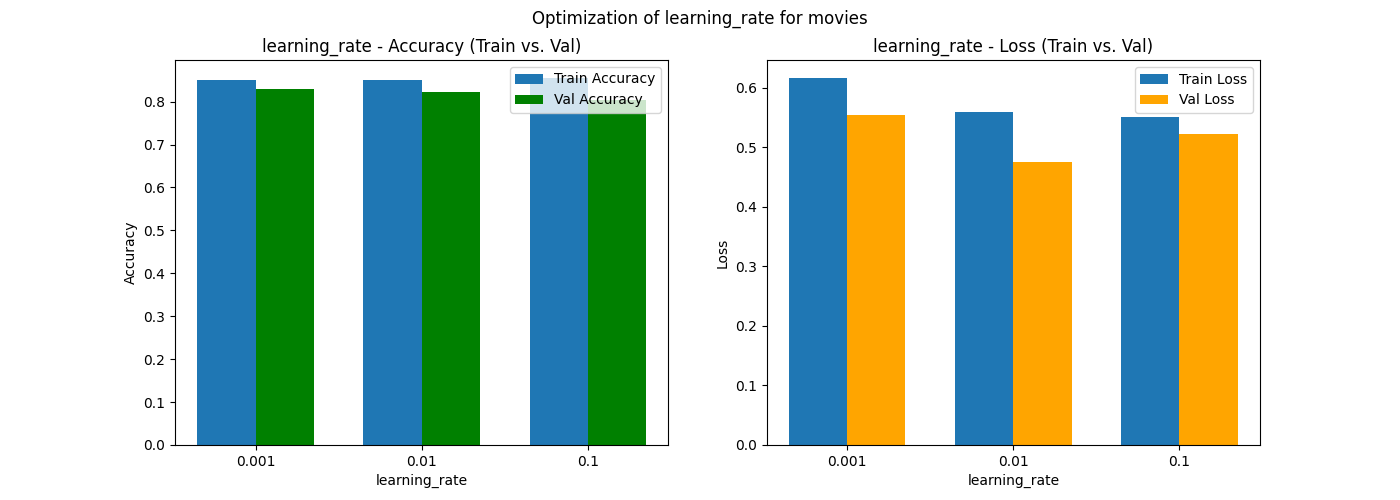 Optimization of learning_rate for movies
learning_rate - Accuracy (Train vs. Val)
Train Accuracy
Val Accuracy
Accuracy
0.8
0.7
0.6
0.5
0.4
0.3
0.2
0.1
0.0
0.001 0.01 0.1
learning_rate
learning_rate - Loss (Train vs. Val)
Train Loss
Val Loss
Loss
0.6
0.5
0.4
0.3
0.2
0.1
0.0
0.001 0.01 0.1
learning_rate